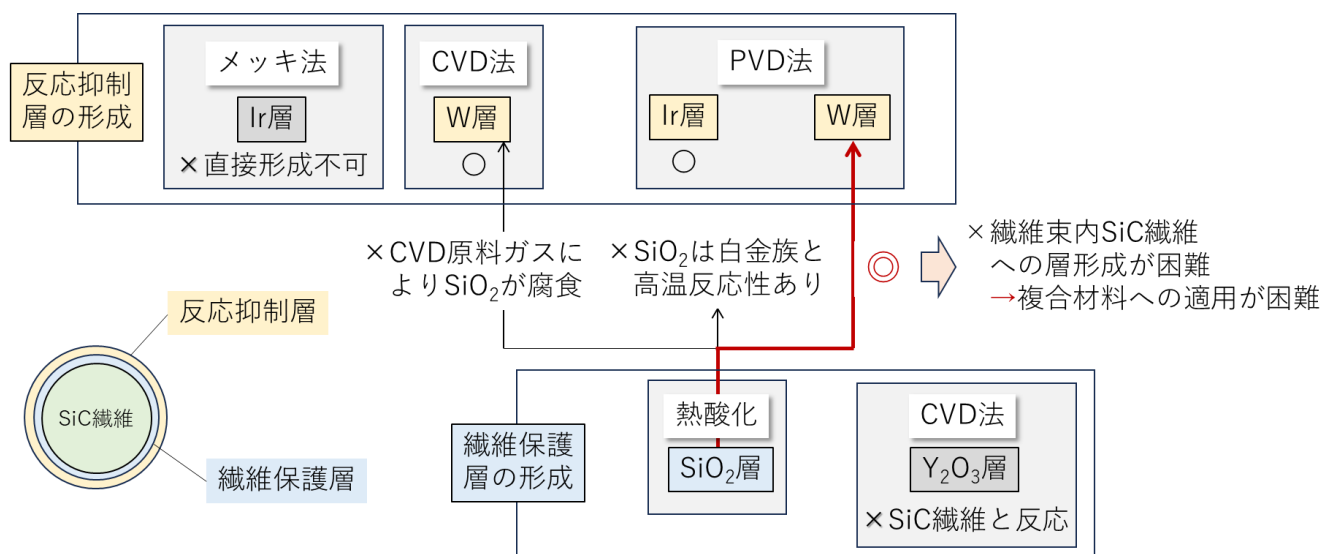 反応抑制
層の形成
メッキ法
Ir層
×直接形成不可
CVD法
W層
○
PVD法
Ir層
○
W層
×CVD原料ガスに
よりSiO₂が腐食
×SiO₂は白金族と
高温反応性あり
◎
×繊維束内SiC繊維
への層形成が困難
→複合材料への適用が困難
反応抑制層
SiC繊維
繊維保護層
繊維保護
層の形成
熱酸化
SiO₂層
CVD法
Y₂O₃層
×SiC繊維と反応